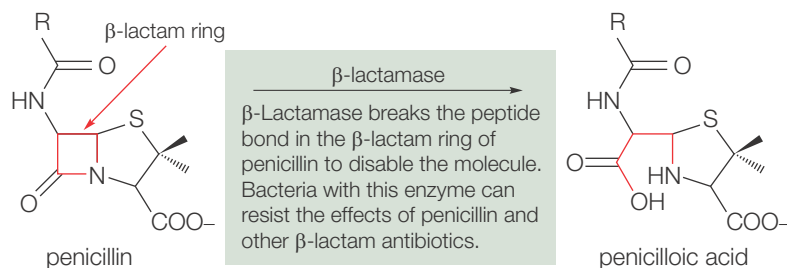 R
β-lactam ring
O
HN
S
N
O
COO–
penicillin
β-lactamase
β-Lactamase breaks the peptide
bond in the β-lactam ring of
penicillin to disable the molecule.
Bacteria with this enzyme can
resist the effects of penicillin and
other β-lactam antibiotics.
R
O
HN
S
O
HN
OH
COO–
penicilloic acid